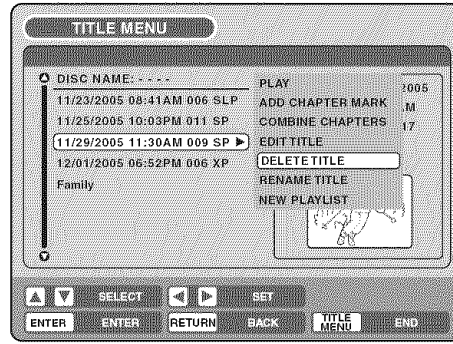 TITLE MENU
DISC NAME: - - - -
11/23/2005 08:41AM 006 SLP
11/25/2005 10:03PM 011 SP
11/29/2005 11:30AM 009 SP
12/01/2005 06:52PM 006 XP
Family
PLAY
ADD CHAPTER MARK
COMBINE CHAPTERS
EDIT TITLE
DELETE TITLE
RENAME TITLE
NEW PLAYLIST
2005
.M
17
SELECT SET
ENTER ENTER RETURN BACK TITLE MENU END